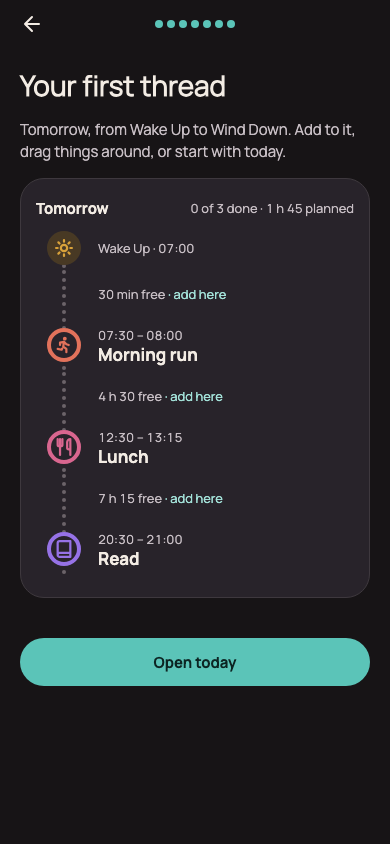 Your first thread
Tomorrow, from Wake Up to Wind Down. Add to it,
drag things around, or start with today.
Tomorrow
0 of 3 done · 1 h 45 planned
Wake Up · 07:00
30 min free · add here
07:30 – 08:00
Morning run
4 h 30 free · add here
12:30 – 13:15
Lunch
7 h 15 free · add here
20:30 – 21:00
Read
Open today